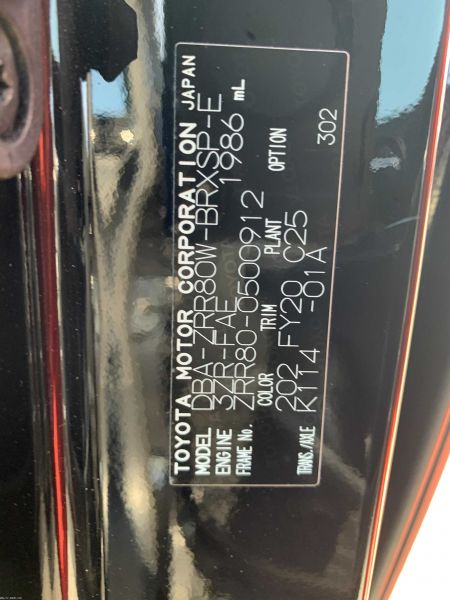 TOYOTA MOTOR CORPORATION JAPAN
MODEL DBA-ZRR80W-BRXSP-E
ENGINE 3ZR-FAE 1986 mL
FRAME No. ZRR80-0500912
COLOR TRIM PLANT OPTION
202 FY20 C25 302
TRANS./AXLE K114 -01A